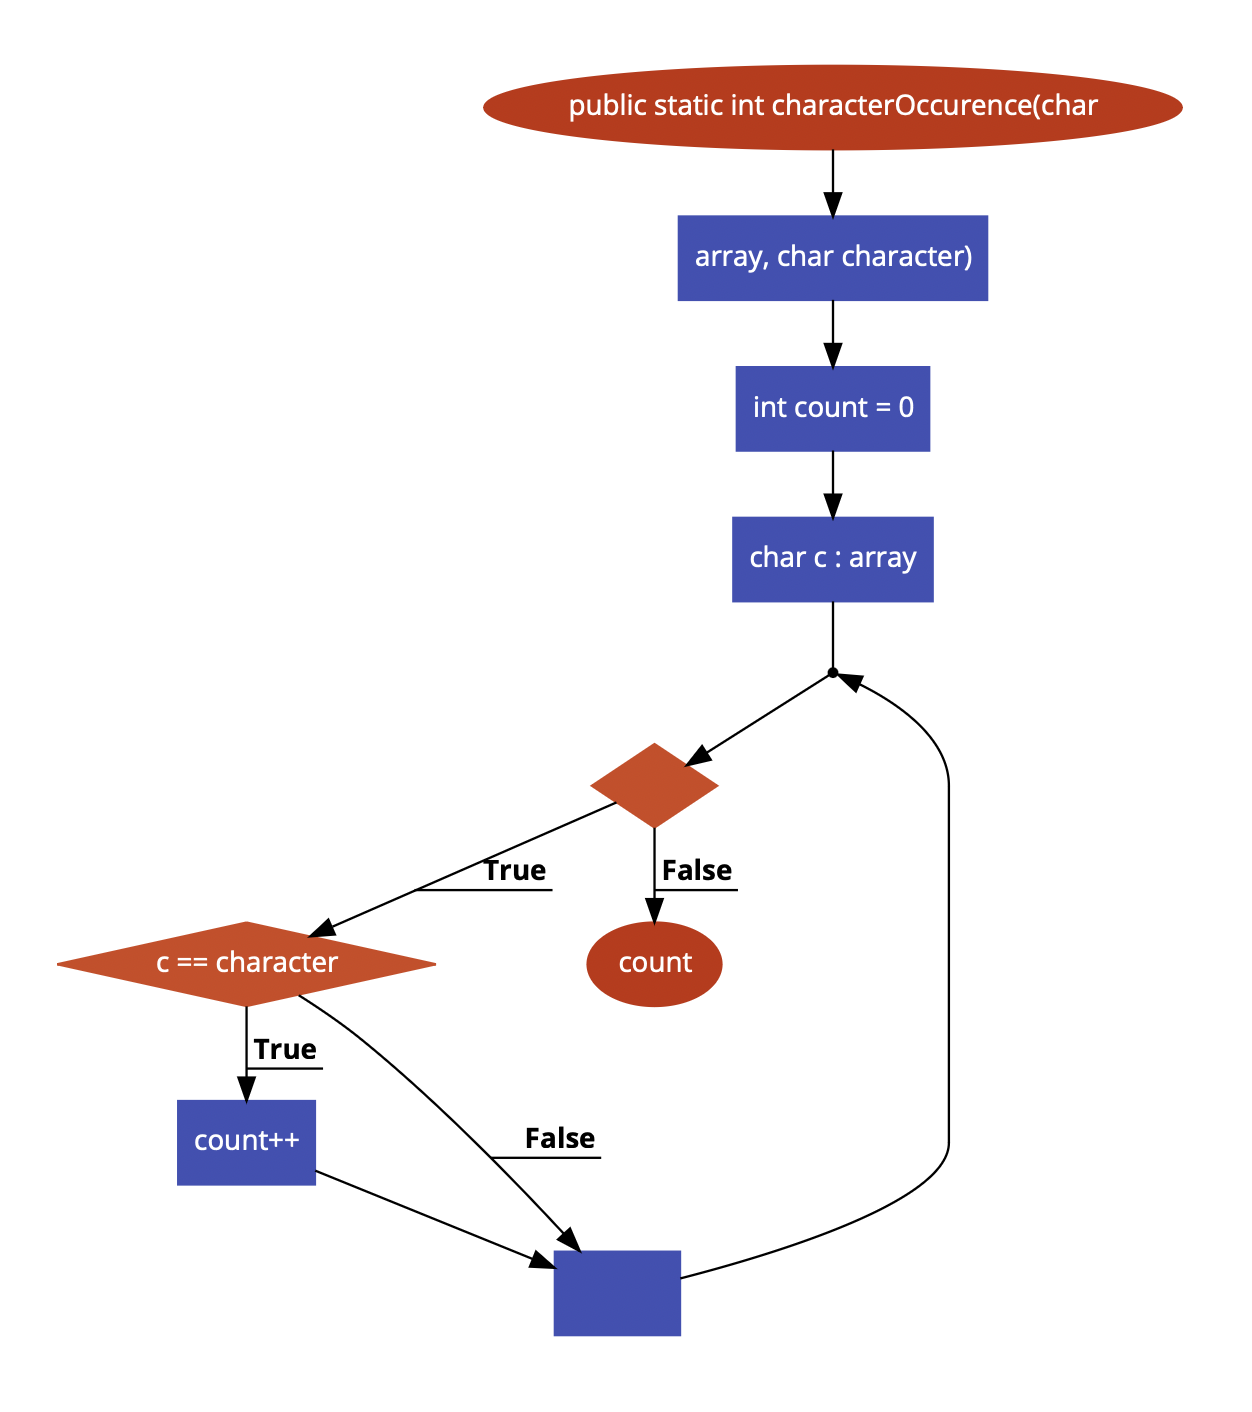 public static int characterOccurence(char
array, char character)
int count = 0
char c : array
True
False
c == character
count
True
False
count++